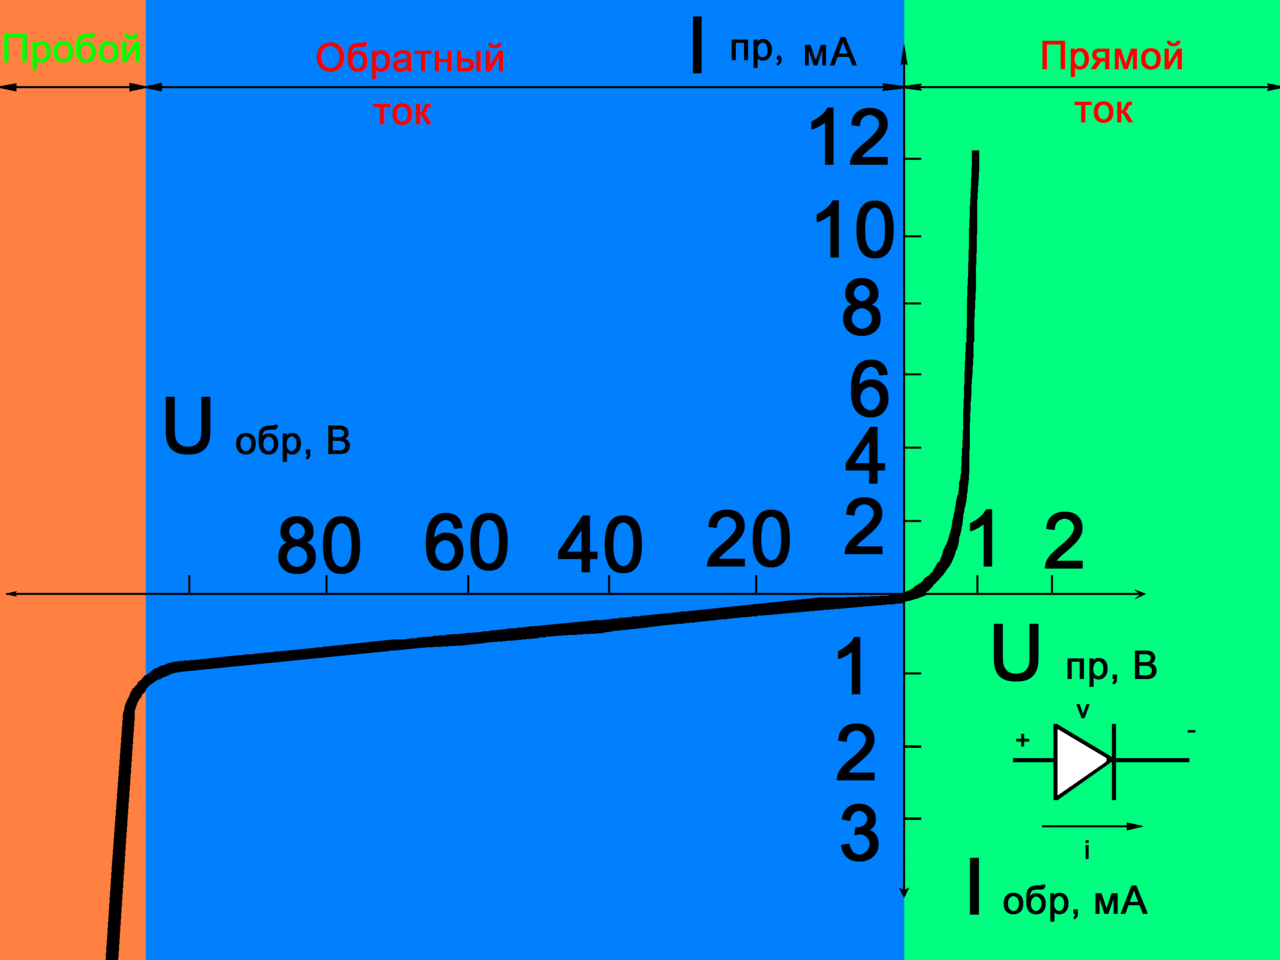 Пробой
Обратный
ток
I пр, мА
Прямой
ток
12
10
8
6
4
2
U обр, В
80 60 40 20
1 2
U пр, В
1
2
3
v
+ -
i
I обр, мА